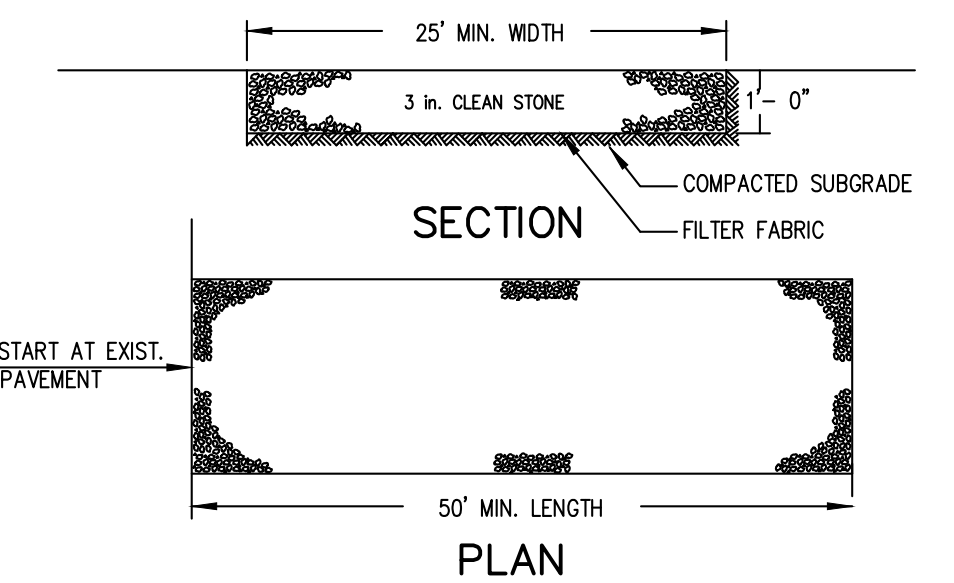 25' MIN. WIDTH
3 in. CLEAN STONE
1'- 0"
COMPACTED SUBGRADE
FILTER FABRIC
SECTION
START AT EXIST.
PAVEMENT
50' MIN. LENGTH
PLAN